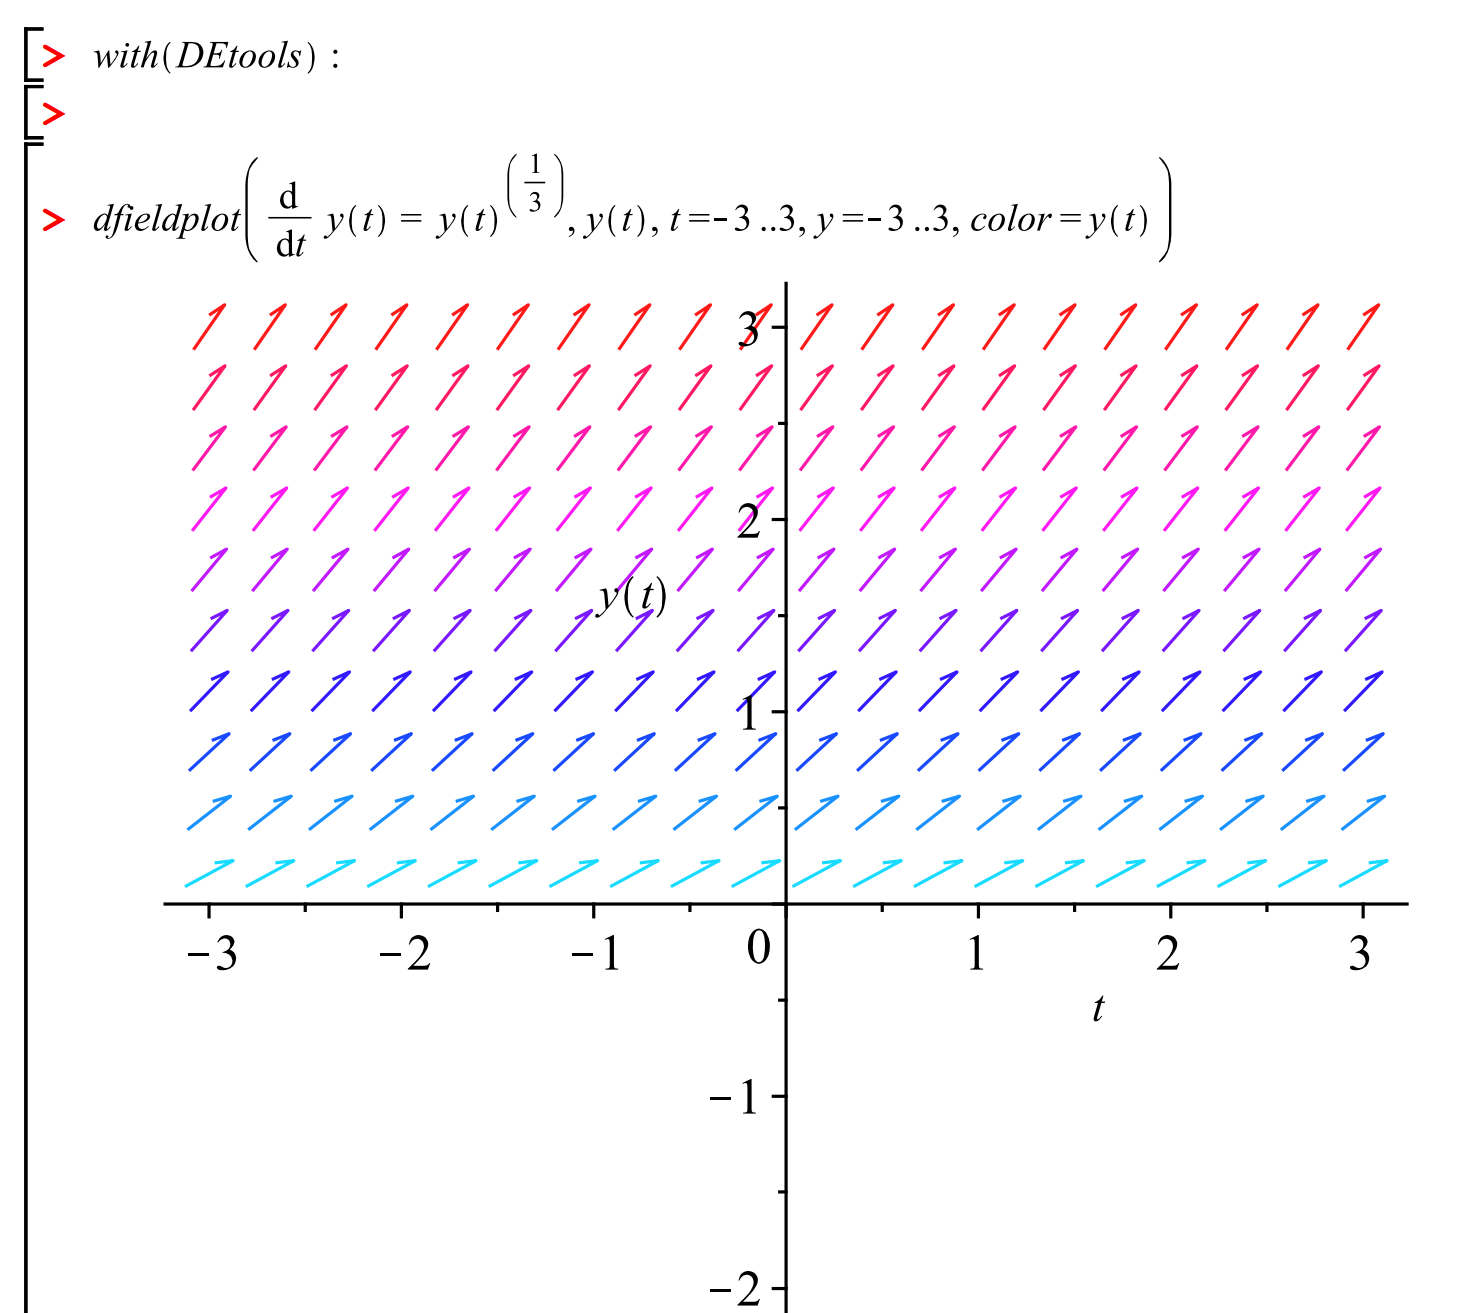 > with(DEtools) :
>
> dfieldplot( d/dt y(t) = y(t)^(1/3), y(t), t=-3 ..3, y=-3 ..3, color=y(t) )
3
2
y(t)
1
−3 −2 −1 0 1 2 3
t
−1
−2